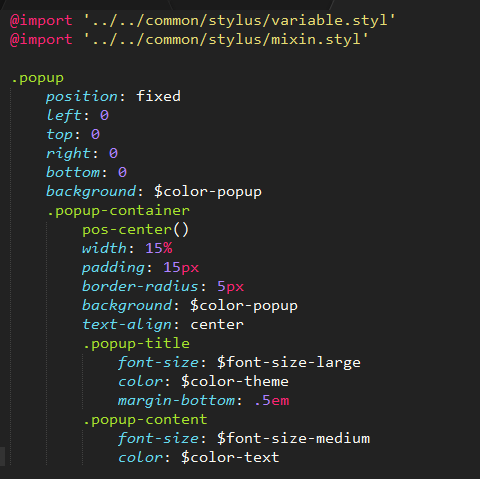 @import '../../common/stylus/variable.styl'
@import '../../common/stylus/mixin.styl'
.popup
position: fixed
left: 0
top: 0
right: 0
bottom: 0
background: $color-popup
.popup-container
pos-center()
width: 15%
padding: 15px
border-radius: 5px
background: $color-popup
text-align: center
.popup-title
font-size: $font-size-large
color: $color-theme
margin-bottom: .5em
.popup-content
font-size: $font-size-medium
color: $color-text